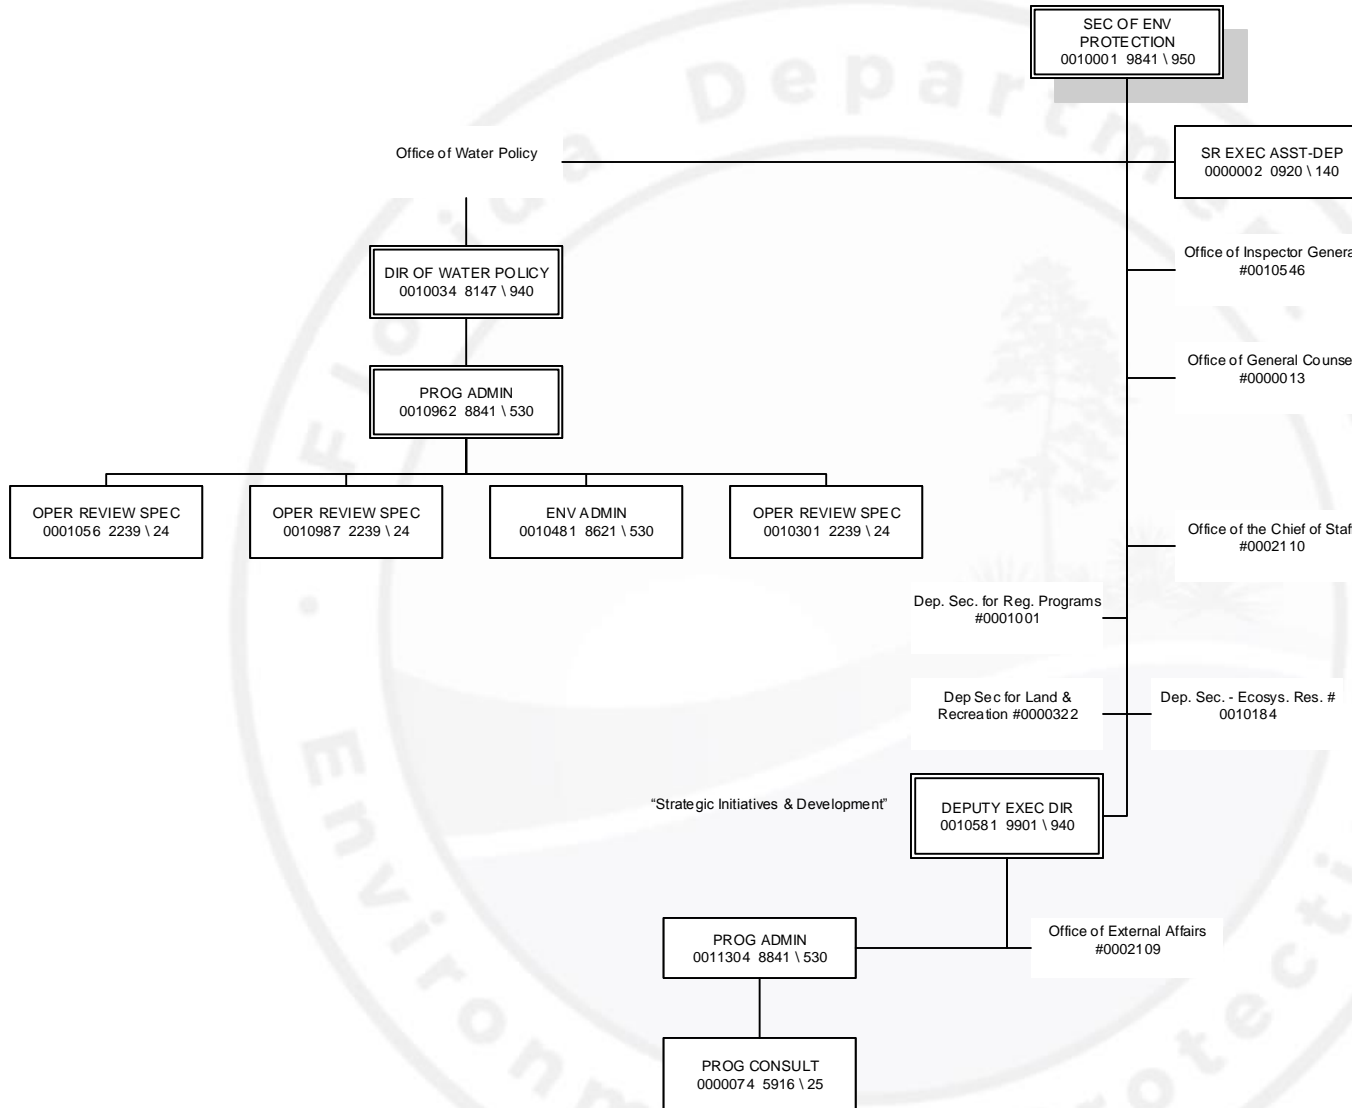 SEC OF ENV
PROTECTION
0010001 9841 \ 950
Office of Water Policy
SR EXEC ASST-DEP
0000002 0920 \ 140
DIR OF WATER POLICY
0010034 8147 \ 940
Office of Inspector Genera
#0010546
PROG ADMIN
0010962 8841 \ 530
Office of General Counse
#0000013
OPER REVIEW SPEC
0001056 2239 \ 24
OPER REVIEW SPEC
0010987 2239 \ 24
ENV ADMIN
0010481 8621 \ 530
OPER REVIEW SPEC
0010301 2239 \ 24
Office of the Chief of Staf
#0002110
Dep. Sec. for Reg. Programs
#0001001
Dep Sec for Land &
Recreation #0000322
Dep. Sec. - Ecosys. Res. #
0010184
“Strategic Initiatives & Development”
DEPUTY EXEC DIR
0010581 9901 \ 940
PROG ADMIN
0011304 8841 \ 530
Office of External Affairs
#0002109
PROG CONSULT
0000074 5916 \ 25
Florida Departme
Environm
rotecti